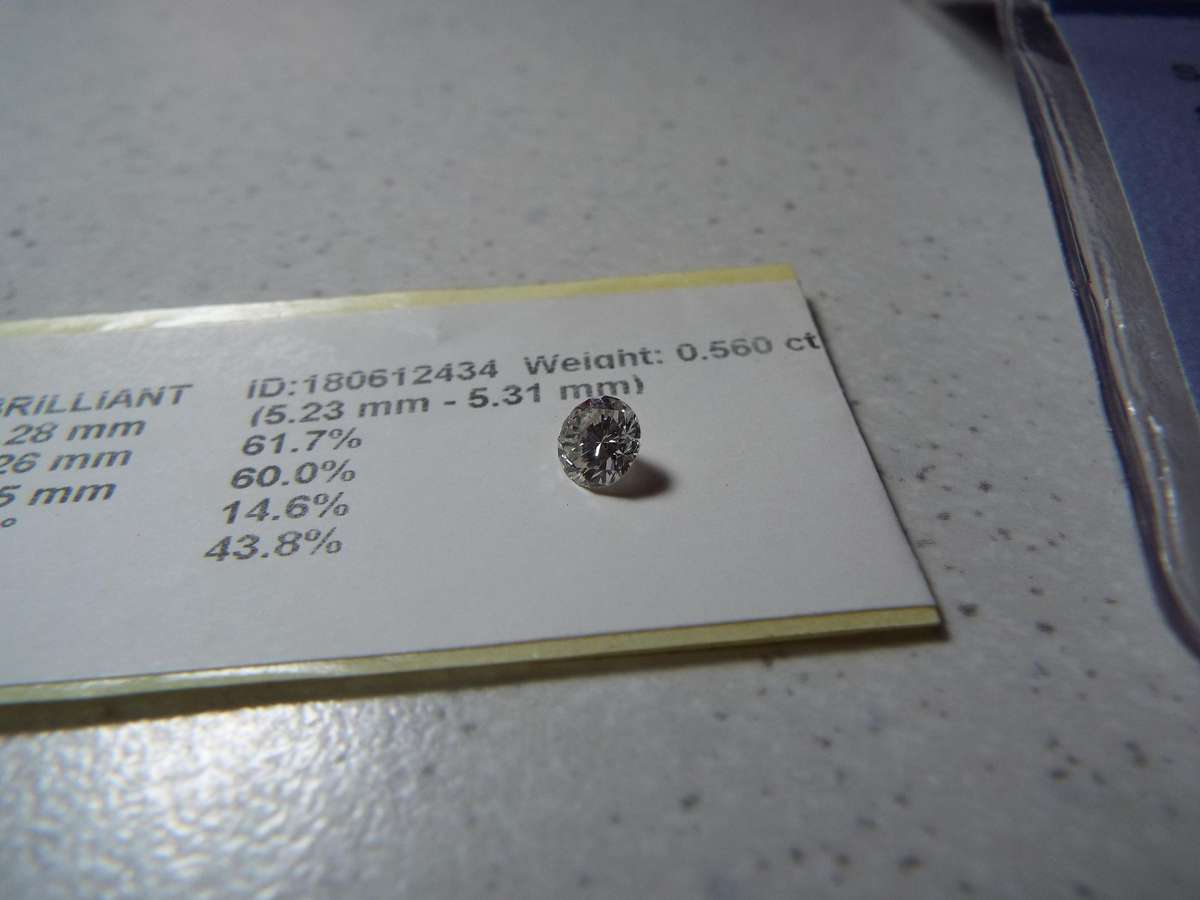 BRILLIANT ID:180612434 Weight: 0.560 ct
.28 mm (5.23 mm - 5.31 mm)
26 mm 61.7%
5 mm 60.0%
° 14.6%
43.8%